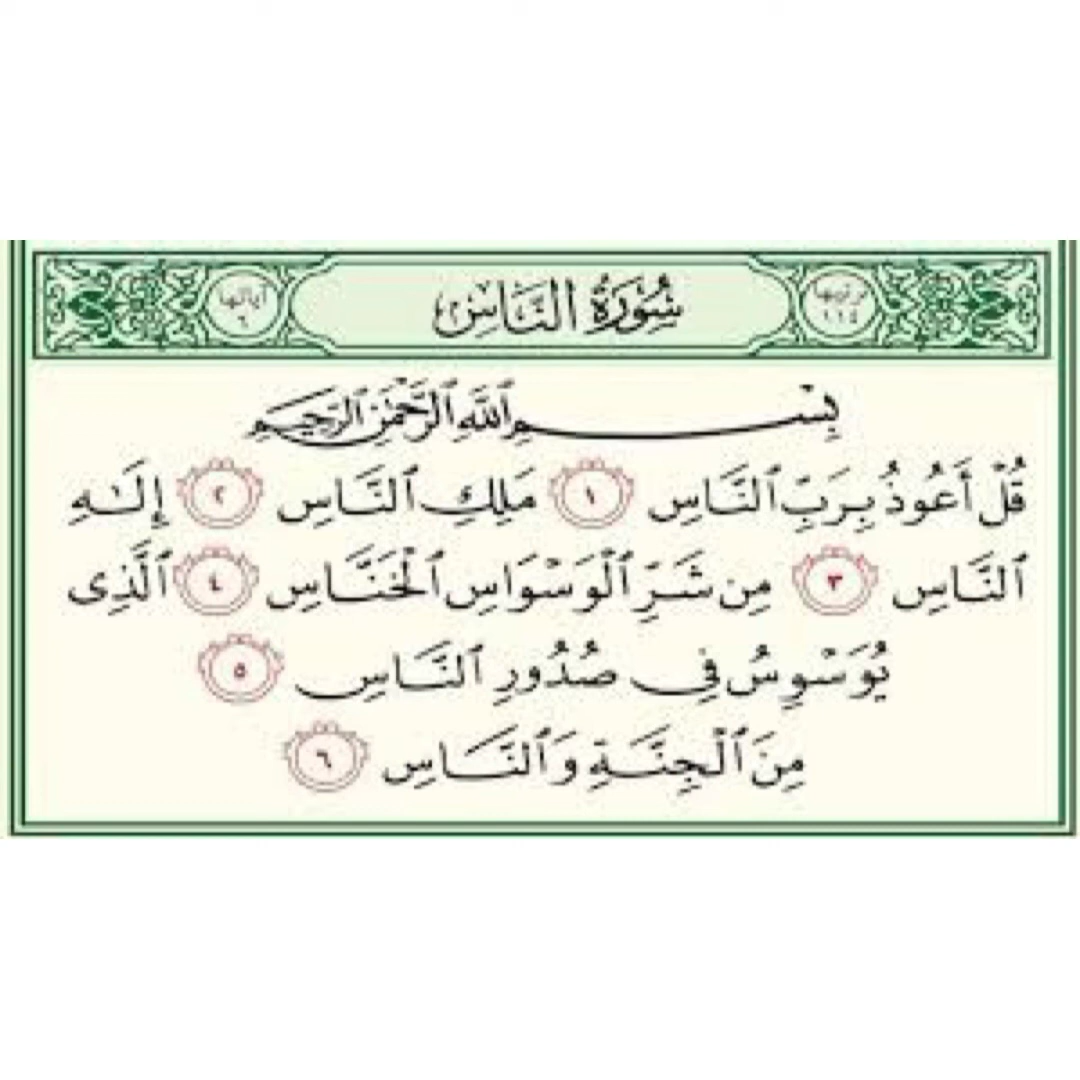 ترتيبها ١١٤
سُورَةُ النَّاسِ
آياتها ٦
بِسْمِ ٱللَّهِ ٱلرَّحْمَٰنِ ٱلرَّحِيمِ
قُلْ أَعُوذُ بِرَبِّ ٱلنَّاسِ ١ مَلِكِ ٱلنَّاسِ ٢ إِلَٰهِ
ٱلنَّاسِ ٣ مِن شَرِّ ٱلْوَسْوَاسِ ٱلْخَنَّاسِ ٤ ٱلَّذِى
يُوَسْوِسُ فِى صُدُورِ ٱلنَّاسِ ٥
مِنَ ٱلْجِنَّةِ وَٱلنَّاسِ ٦